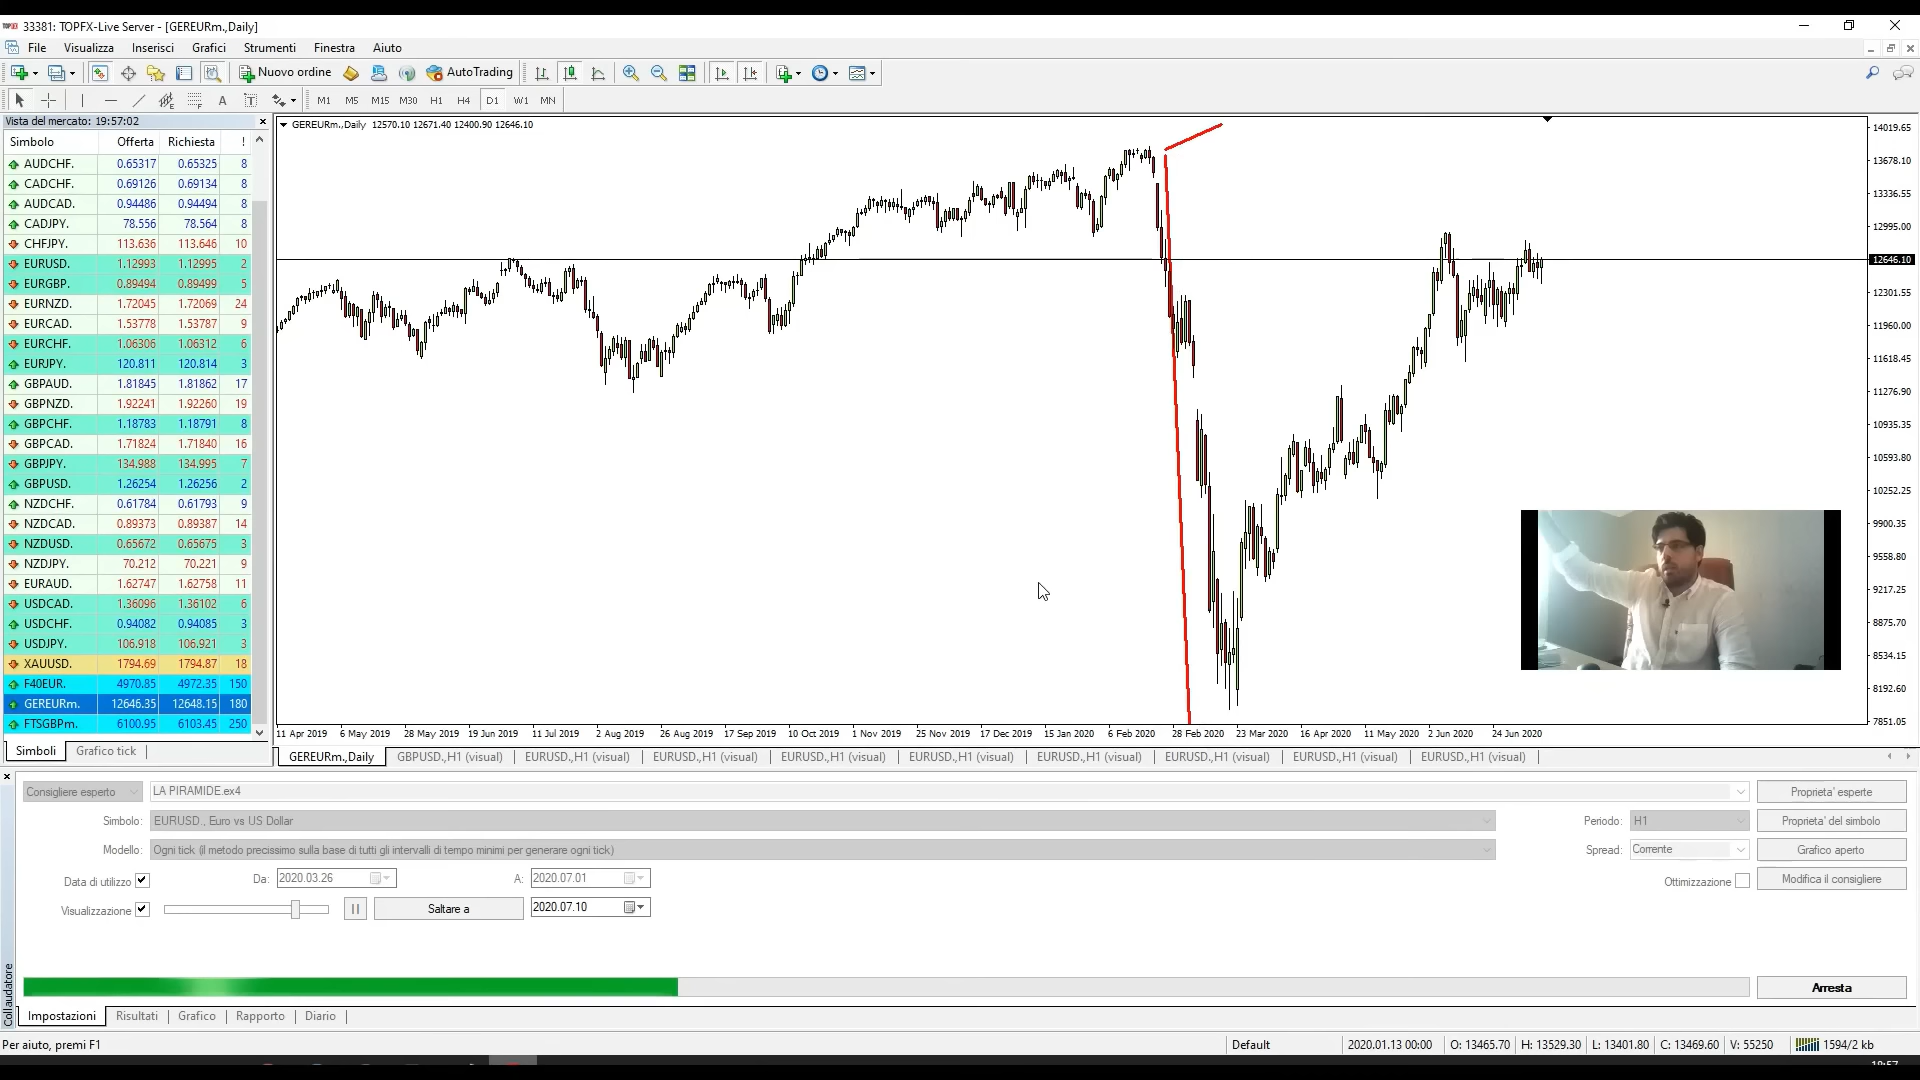 33381: TOPFX-Live Server - [GEREURm.,Daily]
File Visualizza Inserisci Grafici Strumenti Finestra Aiuto
Nuovo ordine AutoTrading
A T M1 M5 M15 M30 H1 H4 D1 W1 MN
Vista del mercato: 19:57:02
Simbolo Offerta Richiesta !
AUDCHF. 0.65317 0.65325 8
CADCHF. 0.69126 0.69134 8
AUDCAD. 0.94486 0.94494 8
CADJPY. 78.556 78.564 8
CHFJPY. 113.636 113.646 10
EURUSD. 1.12993 1.12995 2
EURGBP. 0.89494 0.89499 5
EURNZD. 1.72045 1.72069 24
EURCAD. 1.53778 1.53787 9
EURCHF. 1.06306 1.06312 6
EURJPY. 120.811 120.814 3
GBPAUD. 1.81845 1.81862 17
GBPNZD. 1.92241 1.92260 19
GBPCHF. 1.18783 1.18791 8
GBPCAD. 1.71824 1.71840 16
GBPJPY. 134.988 134.995 7
GBPUSD. 1.26254 1.26256 2
NZDCHF. 0.61784 0.61793 9
NZDCAD. 0.89373 0.89387 14
NZDUSD. 0.65672 0.65675 3
NZDJPY. 70.212 70.221 9
EURAUD. 1.62747 1.62758 11
USDCAD. 1.36096 1.36102 6
USDCHF. 0.94082 0.94085 3
USDJPY. 106.918 106.921 3
XAUUSD. 1794.69 1794.87 18
F40EUR. 4970.85 4972.35 150
GEREURm. 12646.35 12648.15 180
FTSGBPm. 6100.95 6103.45 250
Simboli Grafico tick
GEREURm.,Daily 12570.10 12671.40 12400.90 12646.10
14019.65
13678.10
13336.55
12995.00
12646.10
12301.55
11960.00
11618.45
11276.90
10935.35
10593.80
10252.25
9900.35
9558.80
9217.25
8875.70
8534.15
8192.60
7851.05
11 Apr 2019 6 May 2019 28 May 2019 19 Jun 2019 11 Jul 2019 2 Aug 2019 26 Aug 2019 17 Sep 2019 10 Oct 2019 1 Nov 2019 25 Nov 2019 17 Dec 2019 15 Jan 2020 6 Feb 2020 28 Feb 2020 23 Mar 2020 16 Apr 2020 11 May 2020 2 Jun 2020 24 Jun 2020
GEREURm.,Daily GBPUSD.,H1 (visual) EURUSD.,H1 (visual) EURUSD.,H1 (visual) EURUSD.,H1 (visual) EURUSD.,H1 (visual) EURUSD.,H1 (visual) EURUSD.,H1 (visual) EURUSD.,H1 (visual) EURUSD.,H1 (visual)
Consigliere esperto LA PIRAMIDE.ex4 Proprieta' esperte
Simbolo: EURUSD., Euro vs US Dollar Periodo: H1 Proprieta' del simbolo
Modello: Ogni tick (il metodo precissimo sulla base di tutti gli intervalli di tempo minimi per generare ogni tick) Spread: Corrente Grafico aperto
Data di utilizzo Da: 2020.03.26 A: 2020.07.01 Ottimizzazione Modifica il consigliere
Visualizzazione Saltare a 2020.07.10
Arresta
Collaudatore
Impostazioni Risultati Grafico Rapporto Diario
Per aiuto, premi F1 Default 2020.01.13 00:00 O: 13465.70 H: 13529.30 L: 13401.80 C: 13469.60 V: 55250 1594/2 kb